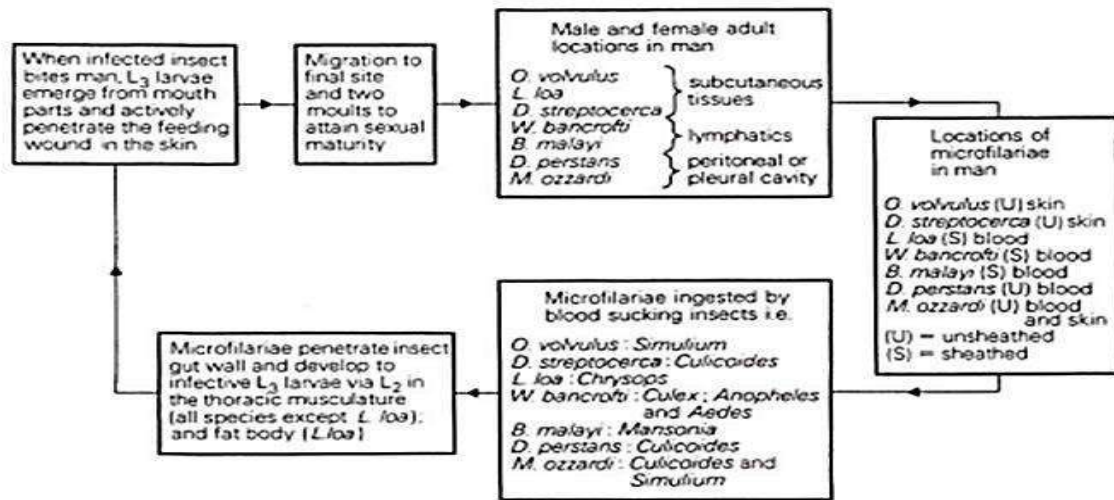 When infected insect
bites man, L₃ larvae
emerge from mouth
parts and actively
penetrate the feeding
wound in the skin
Migration to
final site
and two
moults to
attain sexual
maturity
Male and female adult
locations in man
O. volvulus
L. loa
D. streptocerca
subcutaneous
tissues
W. bancrofti
B. malayi
lymphatics
D. perstans
M. ozzardi
peritoneal or
pleural cavity
Locations of
microfilariae
in man
O. volvulus (U) skin
D. streptocerca (U) skin
L. loa (S) blood
W. bancrofti (S) blood
B. malayi (S) blood
D. perstans (U) blood
M. ozzardi (U) blood
and skin
(U) = unsheathed
(S) = sheathed
Microfilariae ingested by
blood sucking insects i.e.
O. volvulus : Simulium
D. streptocerca : Culicoides
L. loa : Chrysops
W. bancrofti : Culex ; Anopheles
and Aedes
B. malayi : Mansonia
D. perstans : Culicoides
M. ozzardi : Culicoides and
Simulium
Microfilariae penetrate insect
gut wall and develop to
infective L₃ larvae via L₂ in
the thoracic musculature
(all species except L. loa);
and fat body (L. loa)